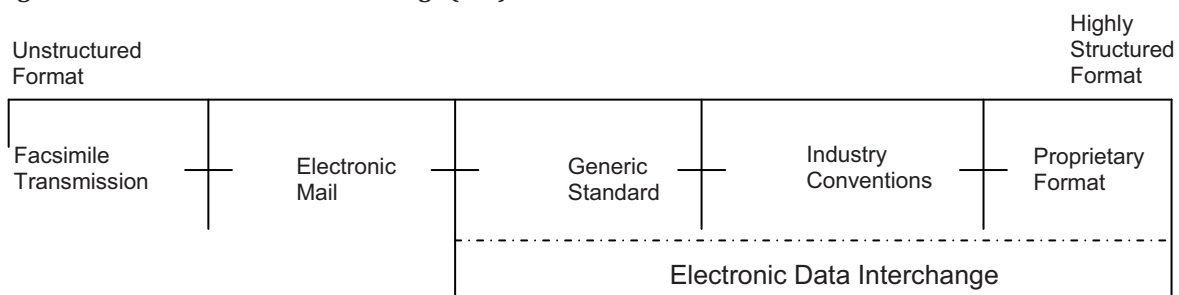 Unstructured
Format
Highly
Structured
Format
Facsimile
Transmission
Electronic
Mail
Generic
Standard
Industry
Conventions
Proprietary
Format
Electronic Data Interchange